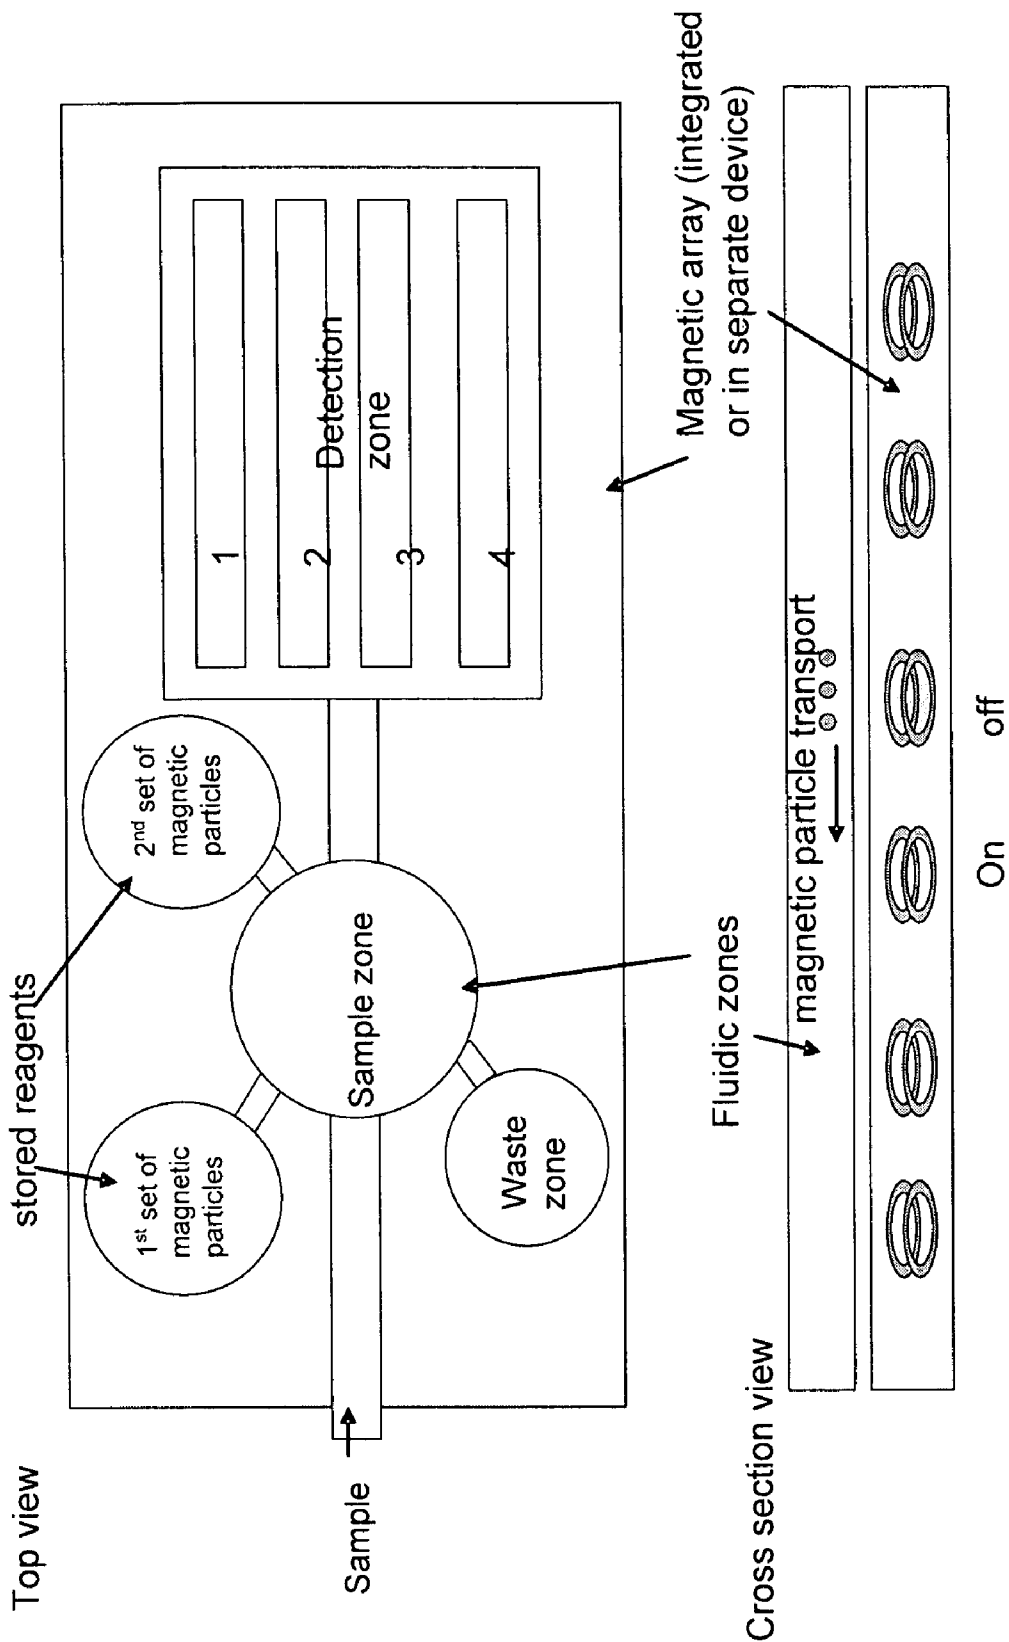 Top view
stored reagents
1st set of
magnetic
particles
2nd set of
magnetic
particles
Sample
Sample zone
Waste
zone
1
2
3
4
Detection
zone
Fluidic zones
Magnetic array (integrated
or in separate device)
Cross section view
magnetic particle transport
On
off